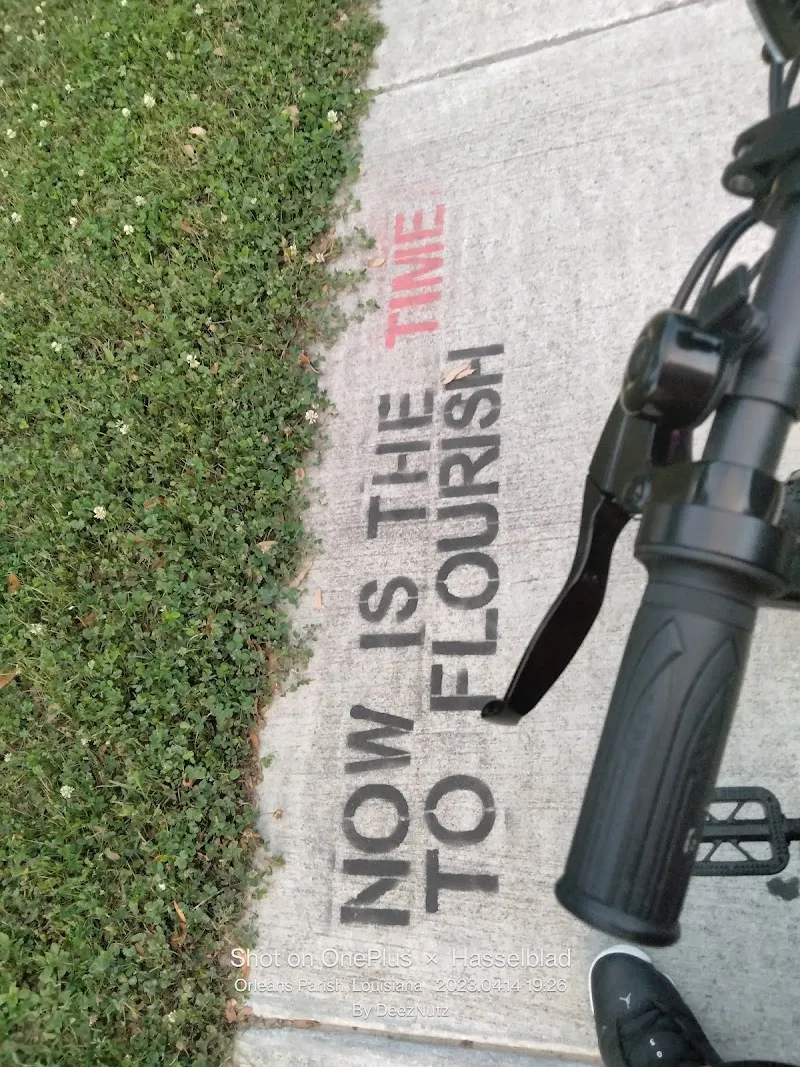 NOW IS THE TIME
TO FLOURISH
Shot on OnePlus × Hasselblad
Orleans Parish, Louisiana 2023.04.14 19:26
By DeezNutz